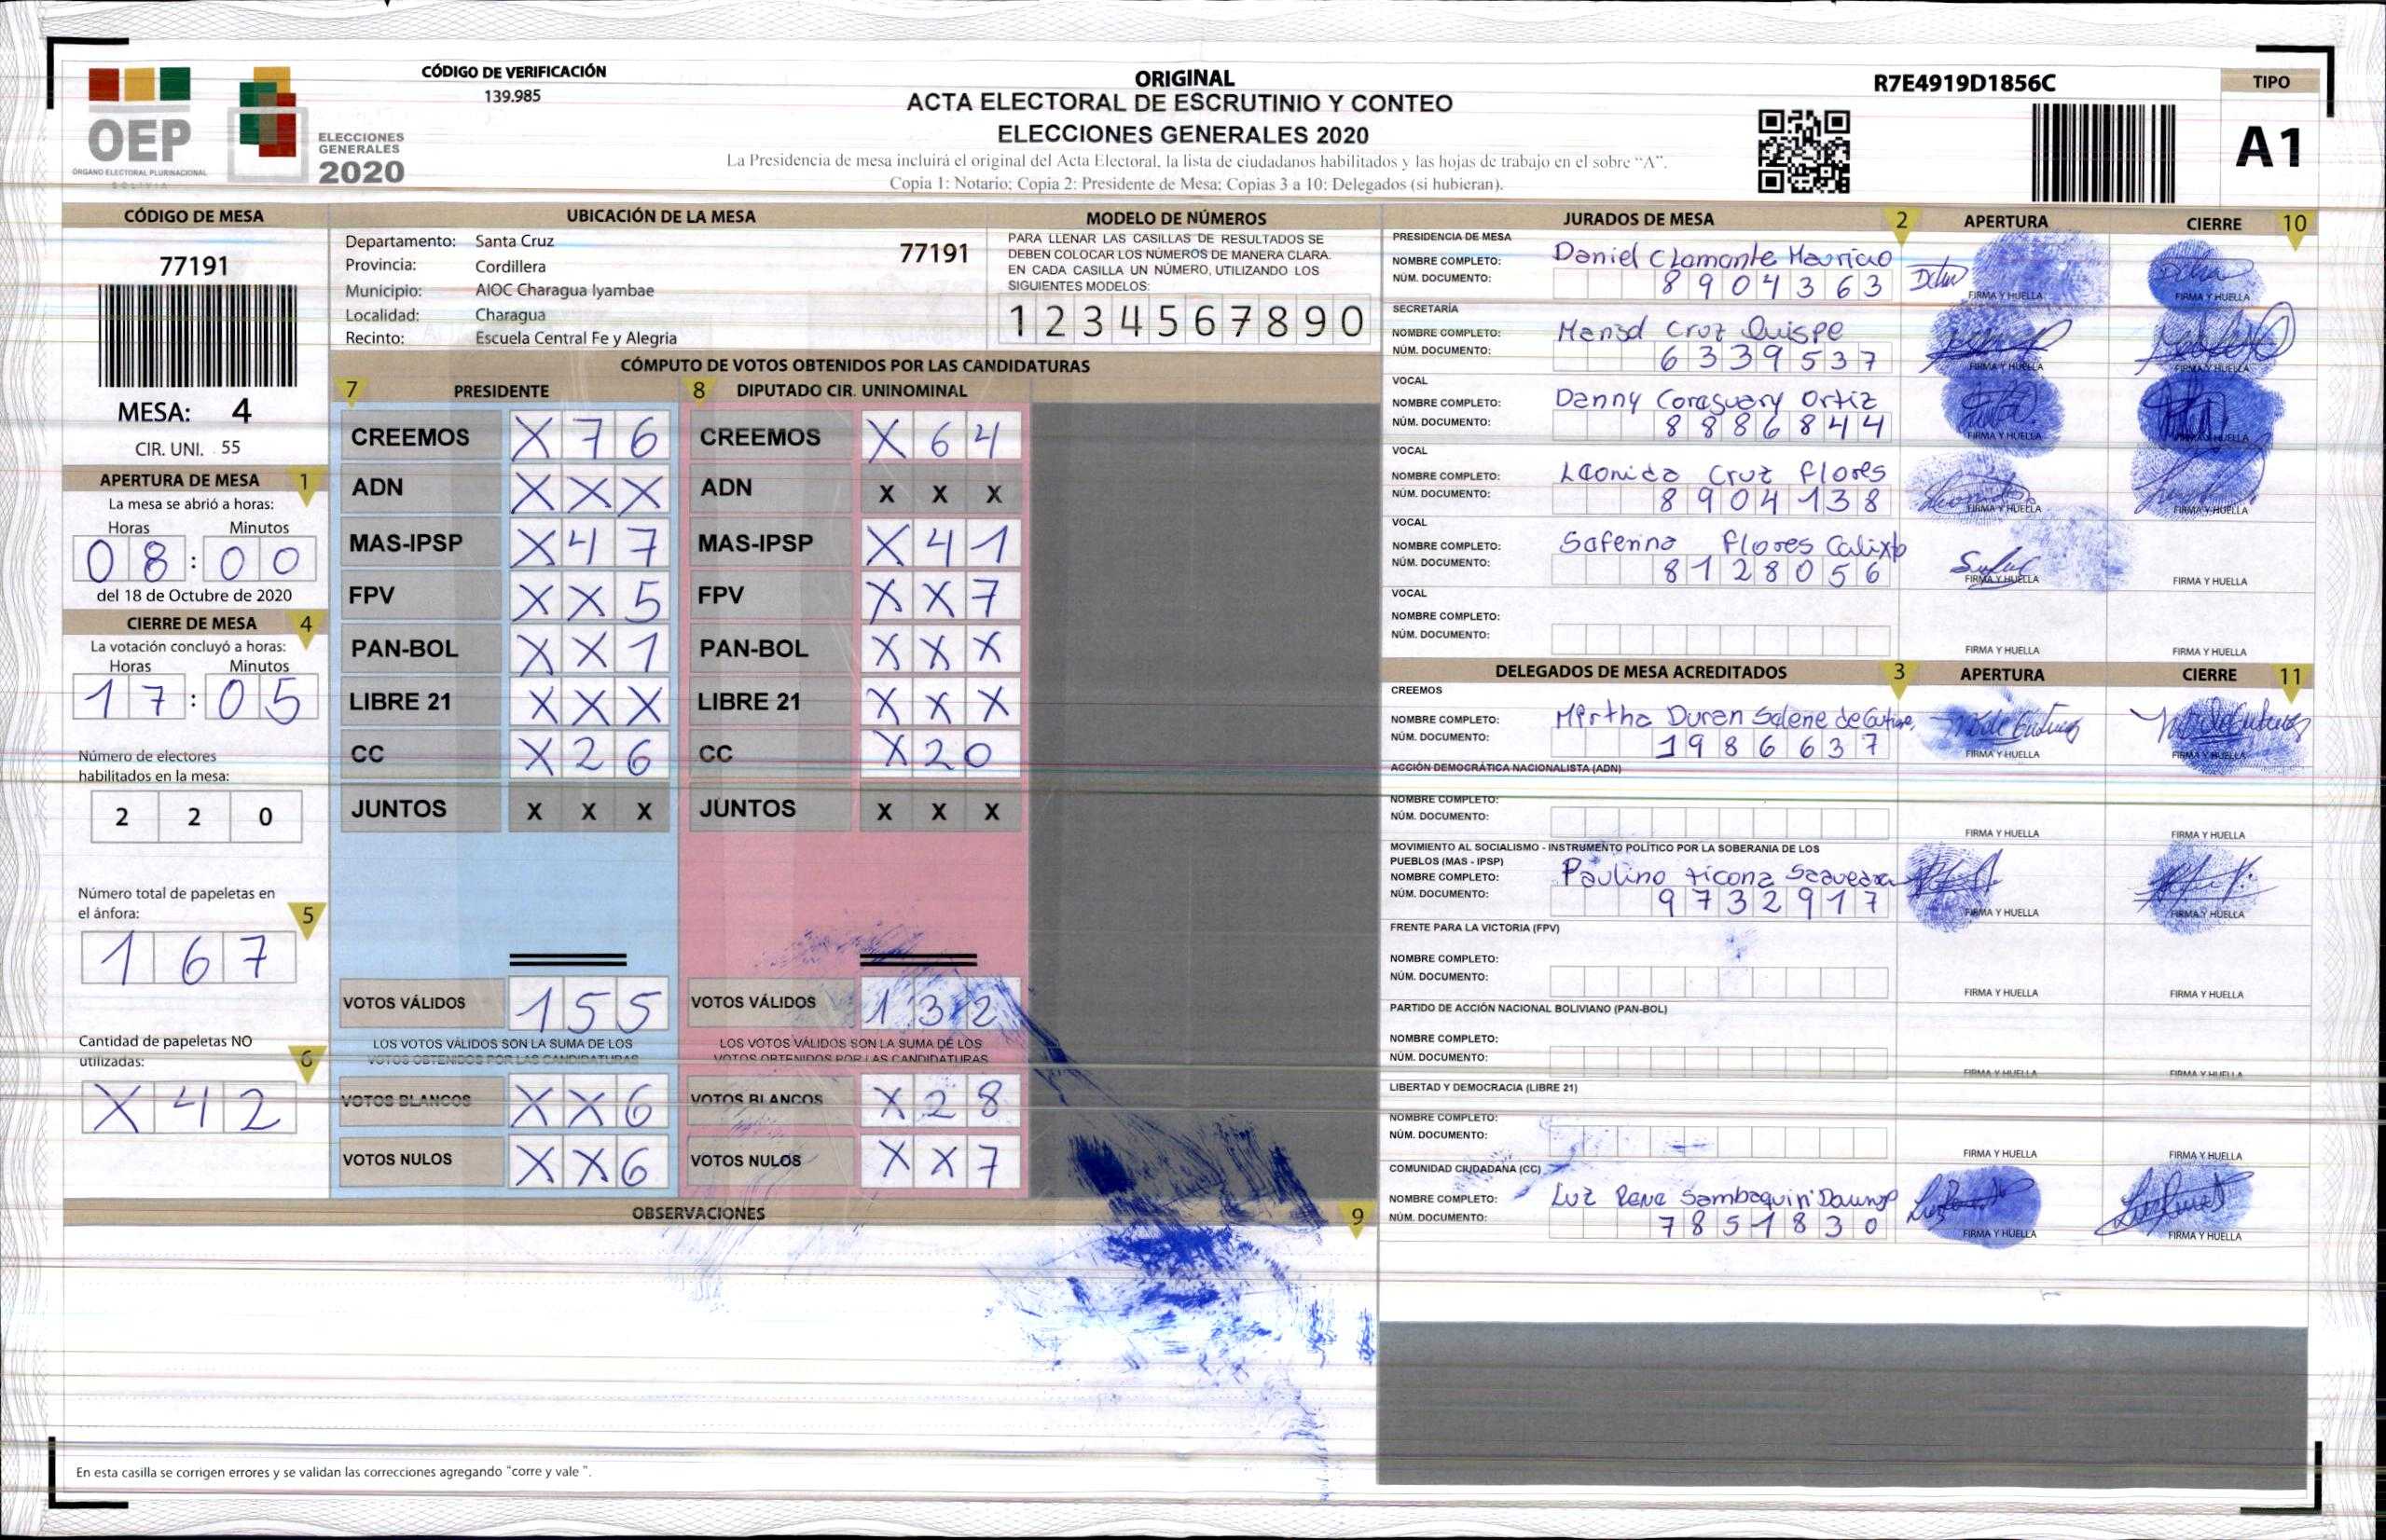 CÓDIGO DE VERIFICACIÓN
139.985
OEP
ÓRGANO ELECTORAL PLURINACIONAL
BOLIVIA
ELECCIONES
GENERALES
2020
ORIGINAL
ACTA ELECTORAL DE ESCRUTINIO Y CONTEO
ELECCIONES GENERALES 2020
La Presidencia de mesa incluirá el original del Acta Electoral, la lista de ciudadanos habilitados y las hojas de trabajo en el sobre "A".
Copia 1: Notario; Copia 2: Presidente de Mesa; Copias 3 a 10: Delegados (si hubieran).
R7E4919D1856C
TIPO
A1
CÓDIGO DE MESA
77191
MESA: 4
CIR. UNI. 55
APERTURA DE MESA 1
La mesa se abrió a horas:
Horas Minutos
08:00
del 18 de Octubre de 2020
CIERRE DE MESA 4
La votación concluyó a horas:
Horas Minutos
17:05
Número de electores
habilitados en la mesa:
2 2 0
Número total de papeletas en
el ánfora: 5
1 6 7
Cantidad de papeletas NO
utilizadas: 6
X 4 2
UBICACIÓN DE LA MESA
Departamento: Santa Cruz 77191
Provincia: Cordillera
Municipio: AIOC Charagua Iyambae
Localidad: Charagua
Recinto: Escuela Central Fe y Alegria
MODELO DE NÚMEROS
PARA LLENAR LAS CASILLAS DE RESULTADOS SE
DEBEN COLOCAR LOS NÚMEROS DE MANERA CLARA.
EN CADA CASILLA UN NÚMERO, UTILIZANDO LOS
SIGUIENTES MODELOS:
1 2 3 4 5 6 7 8 9 0
CÓMPUTO DE VOTOS OBTENIDOS POR LAS CANDIDATURAS
7 PRESIDENTE 8 DIPUTADO CIR. UNINOMINAL
CREEMOS X 7 6 CREEMOS X 6 4
ADN X X X ADN X X X
MAS-IPSP X 4 7 MAS-IPSP X 4 1
FPV X X 5 FPV X X 7
PAN-BOL X X 1 PAN-BOL X X X
LIBRE 21 X X X LIBRE 21 X X X
CC X 2 6 CC X 2 0
JUNTOS X X X JUNTOS X X X
VOTOS VÁLIDOS 1 5 5 VOTOS VÁLIDOS 1 3 2
LOS VOTOS VÁLIDOS SON LA SUMA DE LOS LOS VOTOS VÁLIDOS SON LA SUMA DE LOS
VOTOS OBTENIDOS POR LAS CANDIDATURAS VOTOS OBTENIDOS POR LAS CANDIDATURAS
VOTOS BLANCOS X X 6 VOTOS BLANCOS X 2 8
VOTOS NULOS X X 6 VOTOS NULOS X X 7
OBSERVACIONES 9
En esta casilla se corrigen errores y se validan las correcciones agregando "corre y vale ".
JURADOS DE MESA 2 APERTURA CIERRE 10
PRESIDENCIA DE MESA
NOMBRE COMPLETO: Daniel Clamonte Mauricio
NÚM. DOCUMENTO: 8904363
FIRMA Y HUELLA FIRMA Y HUELLA
SECRETARÍA
NOMBRE COMPLETO: Cruz Quispe
NÚM. DOCUMENTO: 6339537
FIRMA Y HUELLA FIRMA Y HUELLA
VOCAL
NOMBRE COMPLETO: Danny Ortiz
NÚM. DOCUMENTO: 8886844
FIRMA Y HUELLA FIRMA Y HUELLA
VOCAL
NOMBRE COMPLETO: Leonida Cruz Flores
NÚM. DOCUMENTO: 8904138
FIRMA Y HUELLA FIRMA Y HUELLA
VOCAL
NOMBRE COMPLETO: Saferino Flores Calixto
NÚM. DOCUMENTO: 8128056
FIRMA Y HUELLA FIRMA Y HUELLA
VOCAL
NOMBRE COMPLETO:
NÚM. DOCUMENTO:
FIRMA Y HUELLA FIRMA Y HUELLA
DELEGADOS DE MESA ACREDITADOS 3 APERTURA CIERRE 11
CREEMOS
NOMBRE COMPLETO: Mirtha Duran
NÚM. DOCUMENTO: 1986637
FIRMA Y HUELLA FIRMA Y HUELLA
ACCIÓN DEMOCRÁTICA NACIONALISTA (ADN)
NOMBRE COMPLETO:
NÚM. DOCUMENTO:
FIRMA Y HUELLA FIRMA Y HUELLA
MOVIMIENTO AL SOCIALISMO - INSTRUMENTO POLÍTICO POR LA SOBERANIA DE LOS
PUEBLOS (MAS - IPSP)
NOMBRE COMPLETO: Paulino ticona Saavedra
NÚM. DOCUMENTO: 9732917
FIRMA Y HUELLA FIRMA Y HUELLA
FRENTE PARA LA VICTORIA (FPV)
NOMBRE COMPLETO:
NÚM. DOCUMENTO:
FIRMA Y HUELLA FIRMA Y HUELLA
PARTIDO DE ACCIÓN NACIONAL BOLIVIANO (PAN-BOL)
NOMBRE COMPLETO:
NÚM. DOCUMENTO:
FIRMA Y HUELLA FIRMA Y HUELLA
LIBERTAD Y DEMOCRACIA (LIBRE 21)
NOMBRE COMPLETO:
NÚM. DOCUMENTO:
FIRMA Y HUELLA FIRMA Y HUELLA
COMUNIDAD CIUDADANA (CC)
NOMBRE COMPLETO: Luz Rene
NÚM. DOCUMENTO: 7851830
FIRMA Y HUELLA FIRMA Y HUELLA